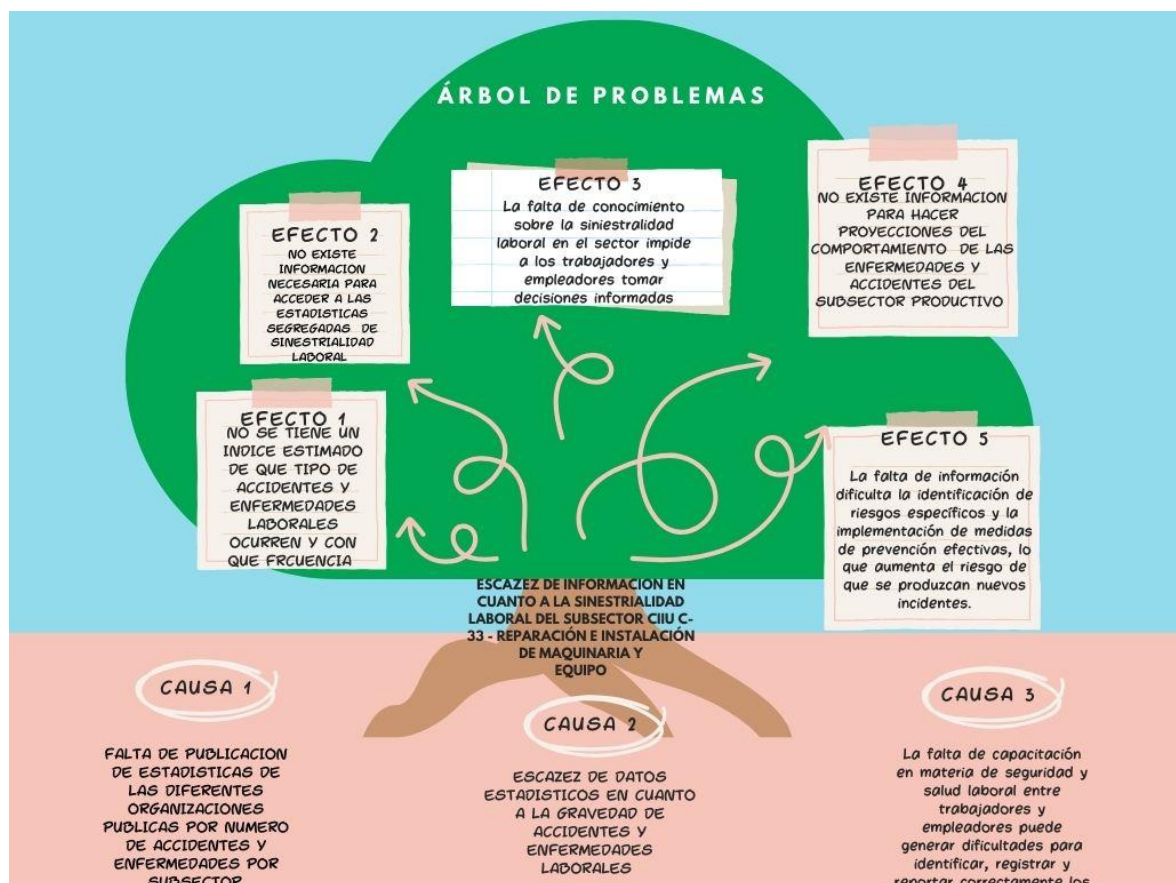 ÁRBOL DE PROBLEMAS
EFECTO 1
NO SE TIENE UN
INDICE ESTIMADO
DE QUE TIPO DE
ACCIDENTES Y
ENFERMEDADES
LABORALES
OCURREN Y CON
QUE FRCUENCIA
EFECTO 2
NO EXISTE
INFORMACION
NECESARIA PARA
ACCEDER A LAS
ESTADISTICAS
SEGREGADAS DE
SINESTRIALIDAD
LABORAL
EFECTO 3
La falta de conocimiento
sobre la siniestralidad
laboral en el sector impide
a los trabajadores y
empleadores tomar
decisiones informadas
EFECTO 4
NO EXISTE INFORMACION
PARA HACER
PROYECCIONES DEL
COMPORTAMIENTO DE LAS
ENFERMEDADES Y
ACCIDENTES DEL
SUBSECTOR PRODUCTIVO
EFECTO 5
La falta de información
dificulta la identificación de
riesgos específicos y la
implementación de medidas
de prevención efectivas, lo
que aumenta el riesgo de
que se produzcan nuevos
incidentes.
ESCAZEZ DE INFORMACION EN
CUANTO A LA SINESTRIALIDAD
LABORAL DEL SUBSECTOR CIIU C-
33 - REPARACIÓN E INSTALACIÓN
DE MAQUINARIA Y
EQUIPO
CAUSA 1
FALTA DE PUBLICACION
DE ESTADISTICAS DE
LAS DIFERENTES
ORGANIZACIONES
PUBLICAS POR NUMERO
DE ACCIDENTES Y
ENFERMEDADES POR
SUBSECTOR
CAUSA 2
ESCAZEZ DE DATOS
ESTADISTICOS EN CUANTO
A LA GRAVEDAD DE
ACCIDENTES Y
ENFERMEDADES
LABORALES
CAUSA 3
La falta de capacitación
en materia de seguridad y
salud laboral entre
trabajadores y
empleadores puede
generar dificultades para
identificar, registrar y
reportar correctamente los